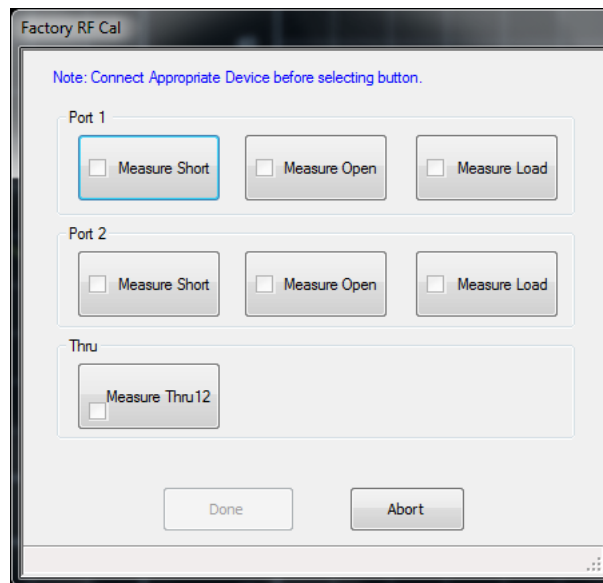 Factory RF Cal
Note: Connect Appropriate Device before selecting button.
Port 1
Measure Short
Measure Open
Measure Load
Port 2
Measure Short
Measure Open
Measure Load
Thru
Measure Thru12
Done
Abort